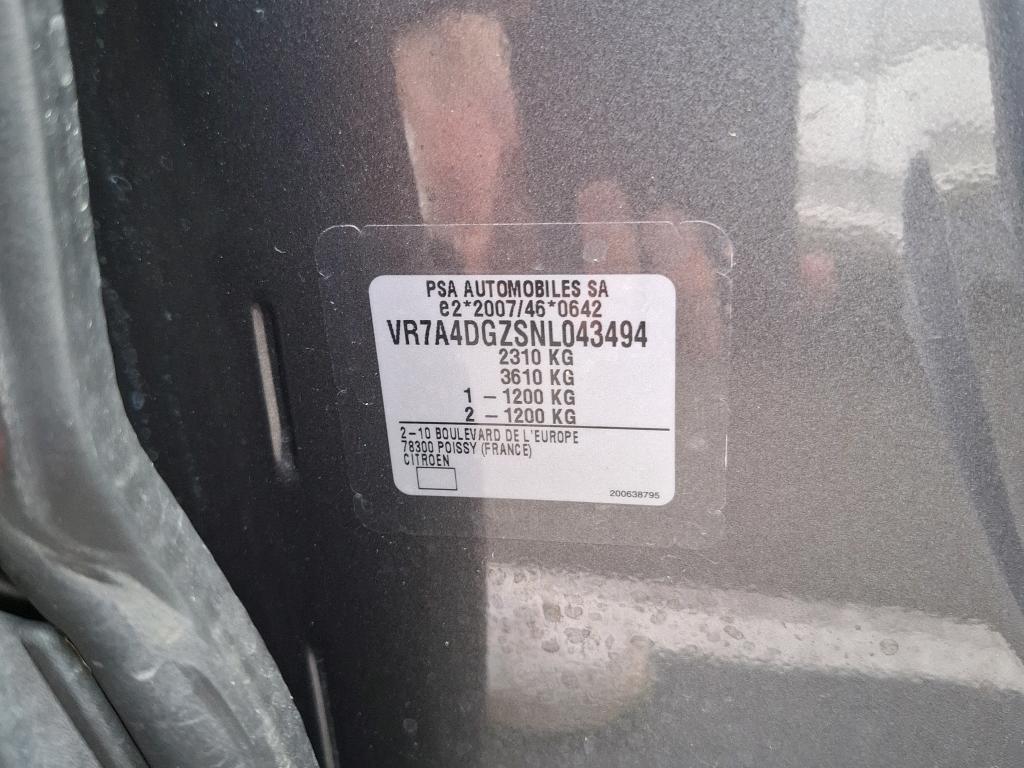 PSA AUTOMOBILES SA
e2*2007/46*0642
VR7A4DGZSNL043494
2310 KG
3610 KG
1 – 1200 KG
2 – 1200 KG
2–10 BOULEVARD DE L'EUROPE
78300 POISSY (FRANCE)
CITROEN
200638795